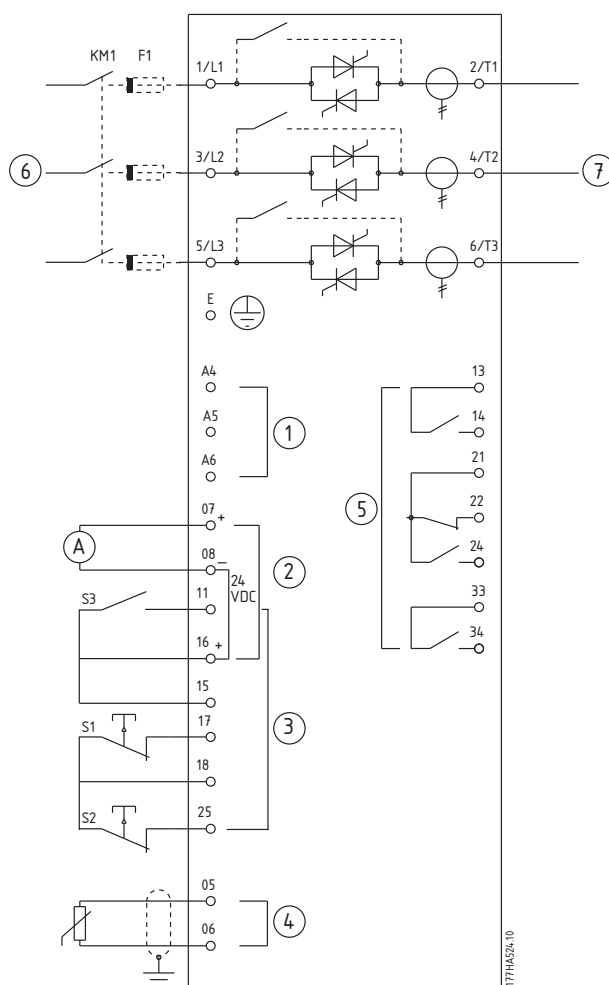 KM1 F1 1/L1 2/T1
6 3/L2 4/T2 7
5/L3 6/T3
E
A4 13
A5 1 14
A6 21
5 22
07 +
A 08 – 2 24
24
VDC
S3 11 33
16 + 34
15
S1 17 3
18
S2 25
05
4
06
177HA524.10